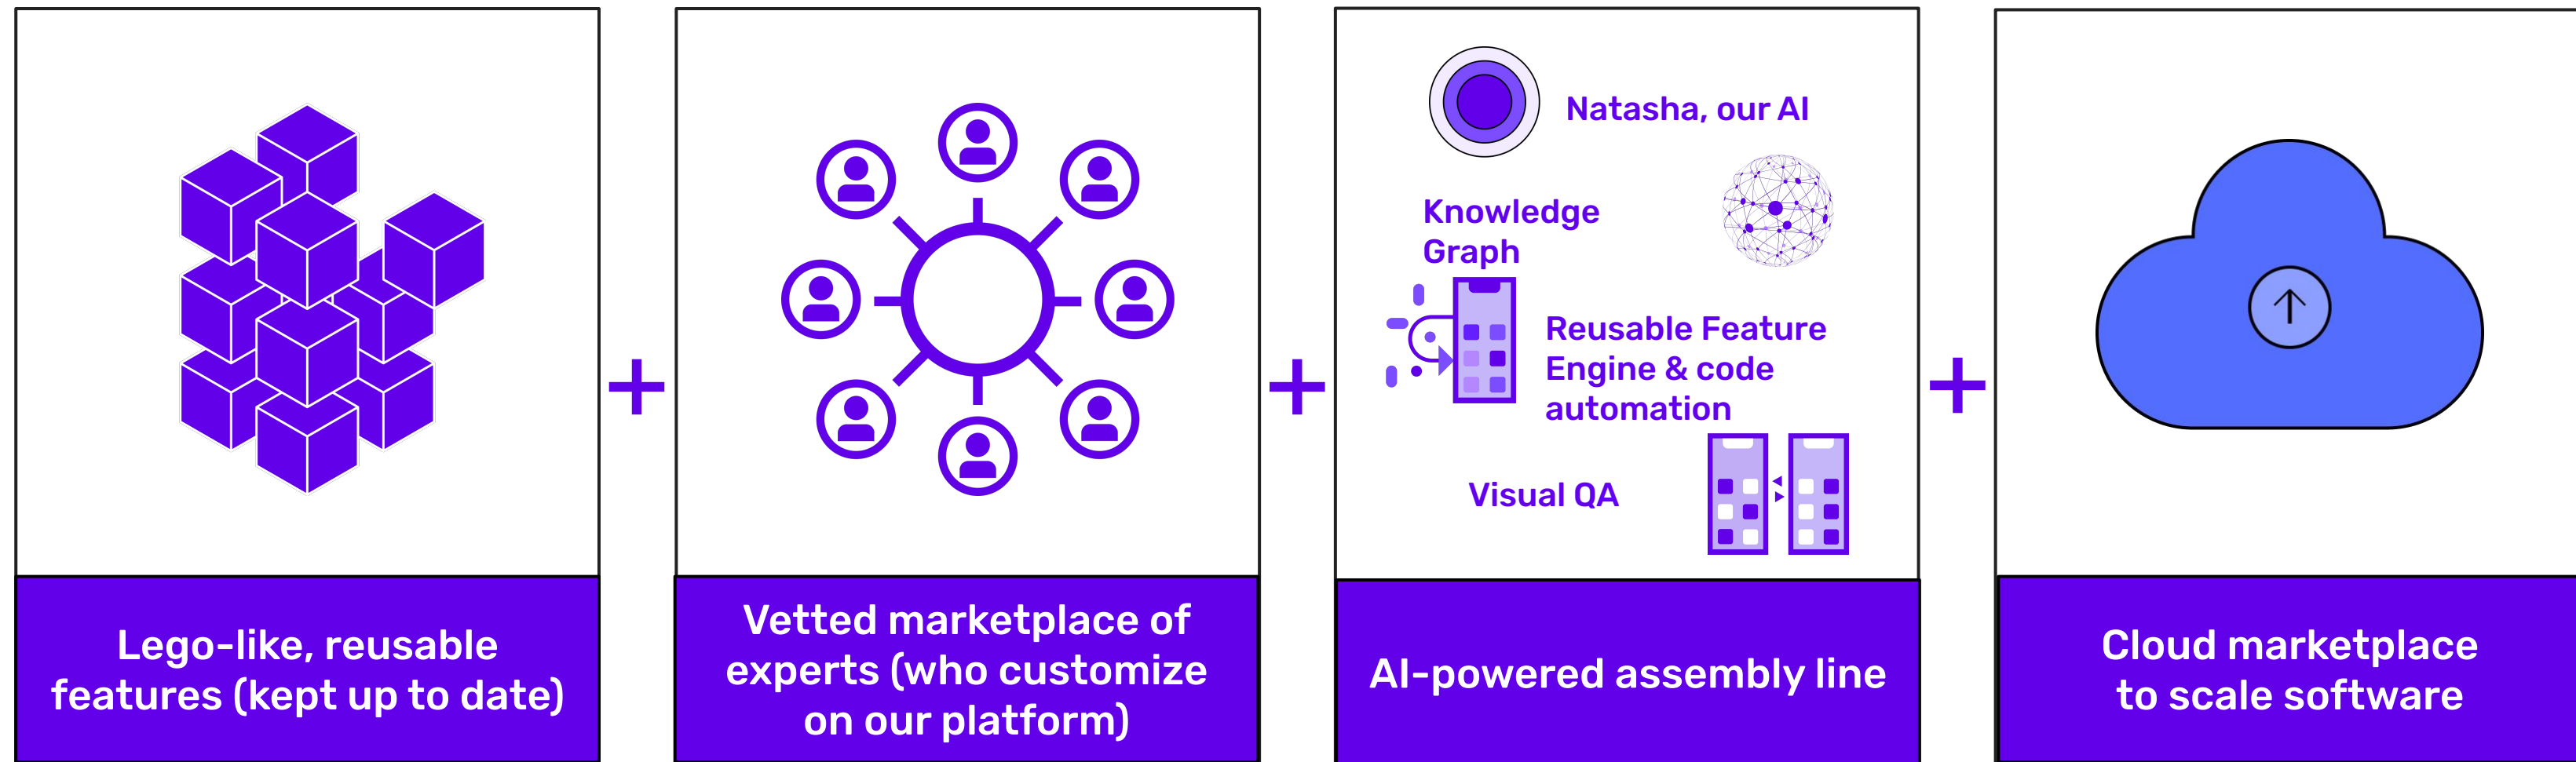 Natasha, our AI
Knowledge
Graph
Reusable Feature
Engine & code
automation
Visual QA
Lego-like, reusable
features (kept up to date)
Vetted marketplace of
experts (who customize
on our platform)
AI-powered assembly line
Cloud marketplace
to scale software